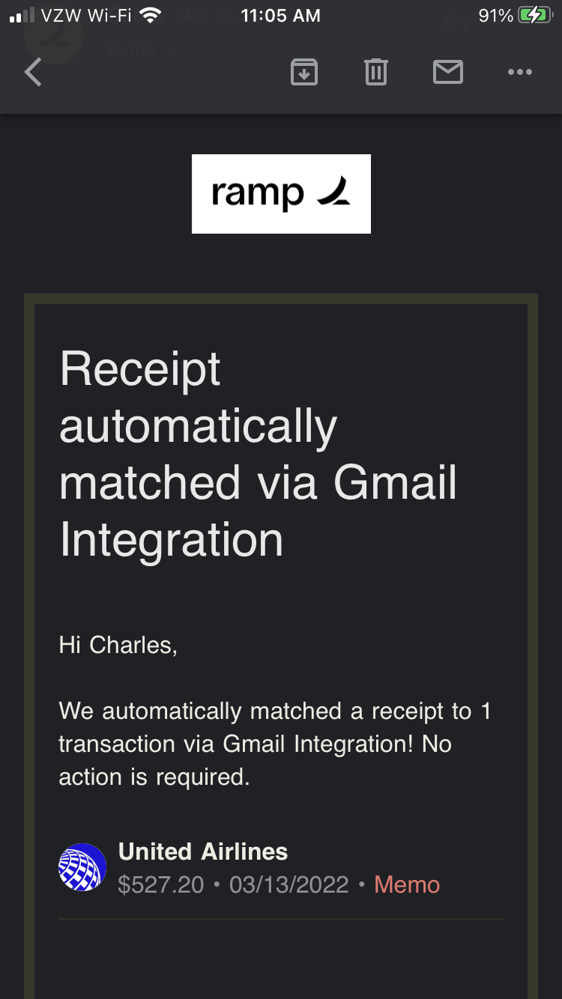 VZW Wi-Fi 11:05 AM 91%
to me
ramp
Receipt
automatically
matched via Gmail
Integration
Hi Charles,
We automatically matched a receipt to 1
transaction via Gmail Integration! No
action is required.
United Airlines
$527.20 • 03/13/2022 • Memo